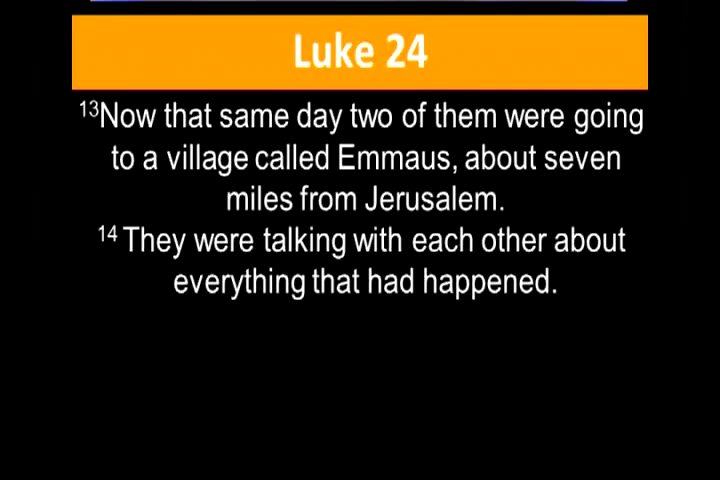 Luke 24
13Now that same day two of them were going
to a village called Emmaus, about seven
miles from Jerusalem.
14 They were talking with each other about
everything that had happened.